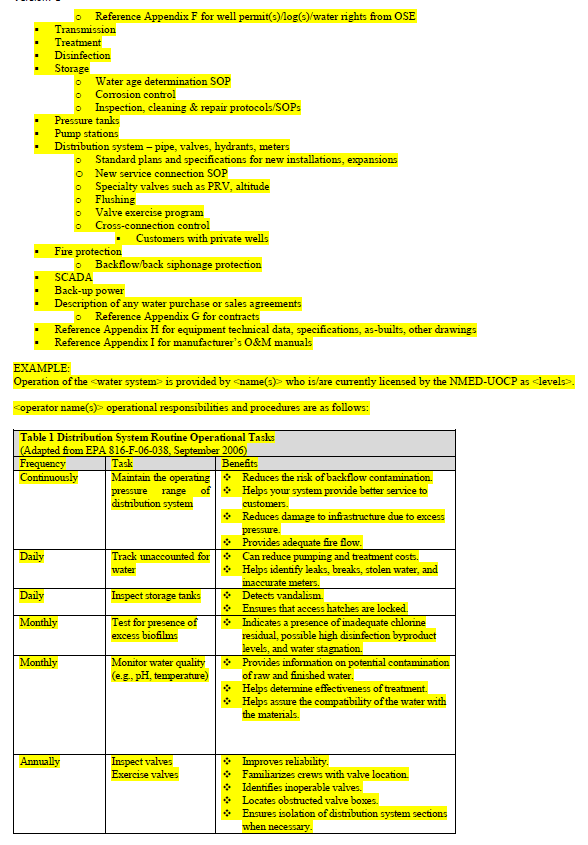 o Reference Appendix F for well permit(s)/log(s)/water rights from OSE
▪ Transmission
▪ Treatment
▪ Disinfection
▪ Storage
o Water age determination SOP
o Corrosion control
o Inspection, cleaning & repair protocols/SOPs
▪ Pressure tanks
▪ Pump stations
▪ Distribution system – pipe, valves, hydrants, meters
o Standard plans and specifications for new installations, expansions
o New service connection SOP
o Specialty valves such as PRV, altitude
o Flushing
o Valve exercise program
o Cross-connection control
▪ Customers with private wells
▪ Fire protection
o Backflow/back siphonage protection
▪ SCADA
▪ Back-up power
▪ Description of any water purchase or sales agreements
o Reference Appendix G for contracts
▪ Reference Appendix H for equipment technical data, specifications, as-builts, other drawings
▪ Reference Appendix I for manufacturer's O&M manuals
EXAMPLE:
Operation of the <water system> is provided by <name(s)> who is/are currently licensed by the NMED-UOCP as <levels>.
<operator name(s)> operational responsibilities and procedures are as follows:
Table 1 Distribution System Routine Operational Tasks
(Adapted from EPA 816-F-06-038, September 2006)
Frequency Task Benefits
Continuously Maintain the operating ❖ Reduces the risk of backflow contamination.
pressure range of ❖ Helps your system provide better service to
distribution system customers.
❖ Reduces damage to infrastructure due to excess
pressure.
❖ Provides adequate fire flow.
Daily Track unaccounted for ❖ Can reduce pumping and treatment costs.
water ❖ Helps identify leaks, breaks, stolen water, and
inaccurate meters.
Daily Inspect storage tanks ❖ Detects vandalism.
❖ Ensures that access hatches are locked.
Monthly Test for presence of ❖ Indicates a presence of inadequate chlorine
excess biofilms residual, possible high disinfection byproduct
levels, and water stagnation.
Monthly Monitor water quality ❖ Provides information on potential contamination
(e.g., pH, temperature) of raw and finished water.
❖ Helps determine effectiveness of treatment.
❖ Helps assure the compatibility of the water with
the materials.
Annually Inspect valves ❖ Improves reliability.
Exercise valves ❖ Familiarizes crews with valve location.
❖ Identifies inoperable valves.
❖ Locates obstructed valve boxes.
❖ Ensures isolation of distribution system sections
when necessary.